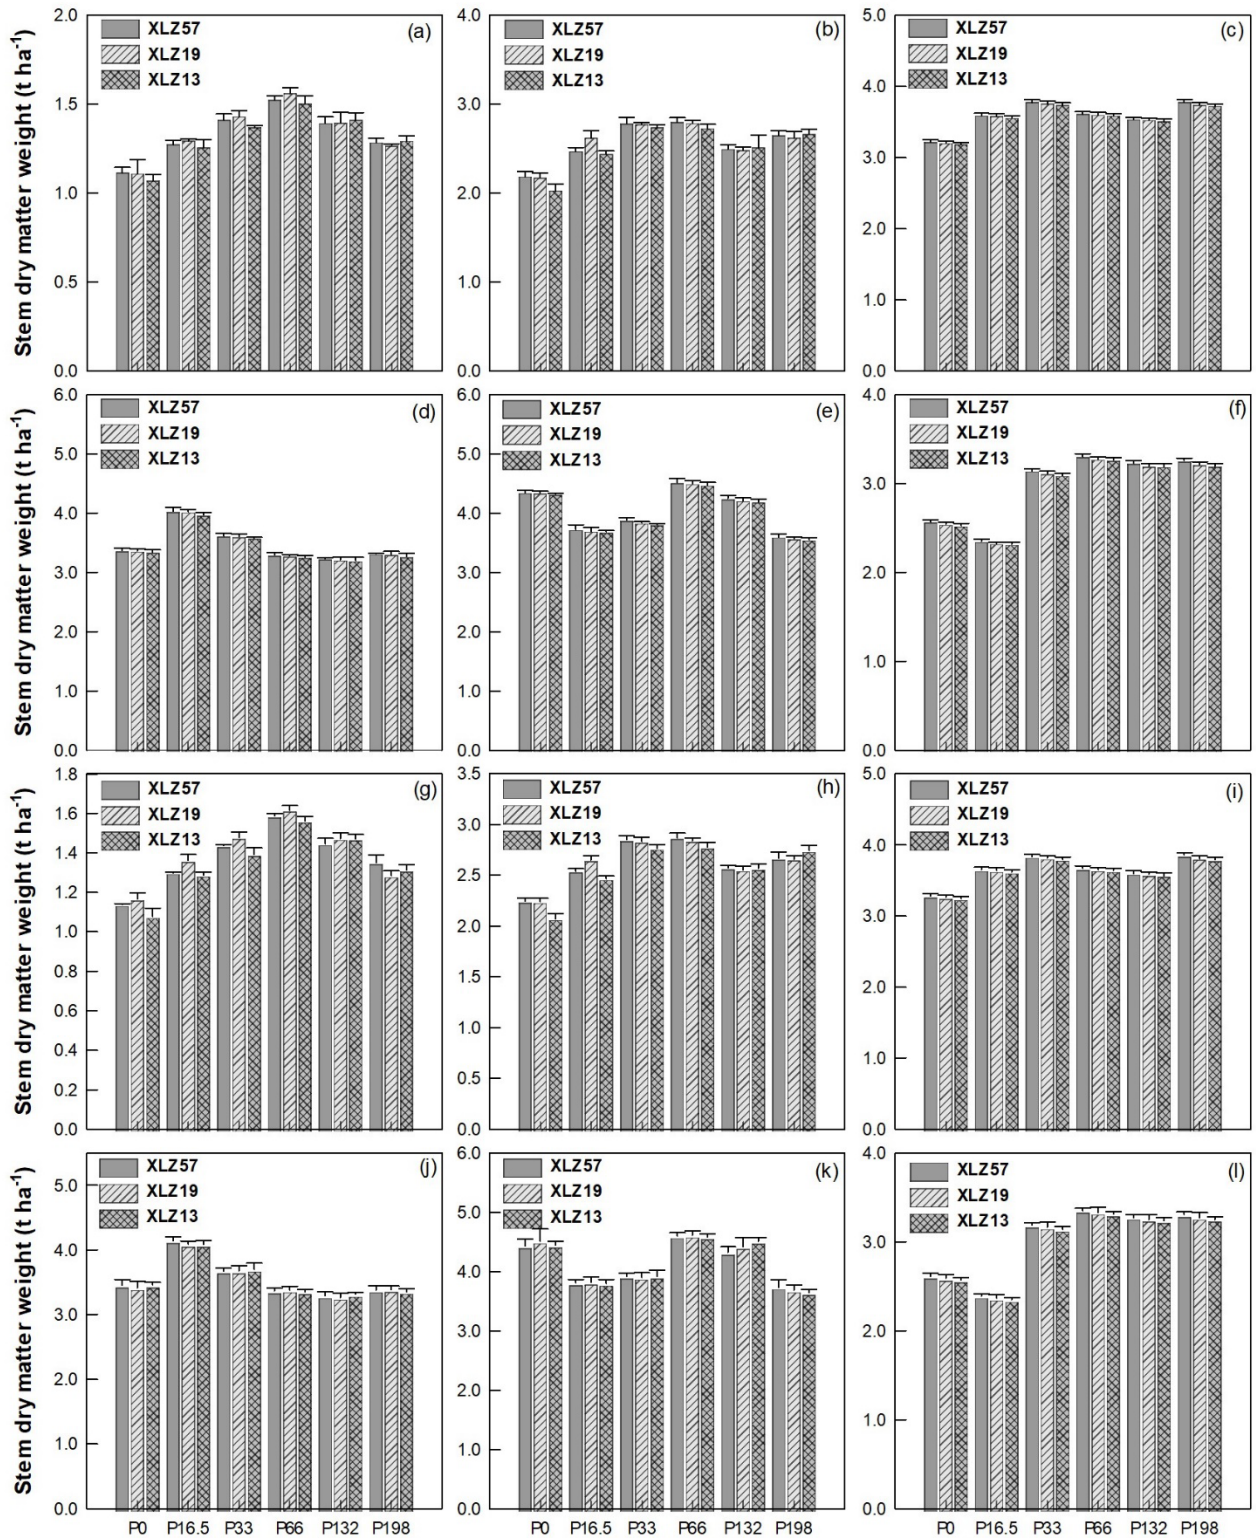 Stem dry matter weight (t ha-1)
2.0
1.5
1.0
0.5
0.0
XLZ57
XLZ19
XLZ13
(a)
4.0
3.0
2.0
1.0
0.0
XLZ57
XLZ19
XLZ13
(b)
5.0
4.0
3.0
2.0
1.0
0.0
XLZ57
XLZ19
XLZ13
(c)
Stem dry matter weight (t ha-1)
6.0
5.0
4.0
3.0
2.0
1.0
0.0
XLZ57
XLZ19
XLZ13
(d)
6.0
5.0
4.0
3.0
2.0
1.0
0.0
XLZ57
XLZ19
XLZ13
(e)
4.0
3.0
2.0
1.0
0.0
XLZ57
XLZ19
XLZ13
(f)
Stem dry matter weight (t ha-1)
1.8
1.6
1.4
1.2
1.0
0.8
0.6
0.4
0.2
0.0
XLZ57
XLZ19
XLZ13
(g)
3.5
3.0
2.5
2.0
1.5
1.0
0.5
0.0
XLZ57
XLZ19
XLZ13
(h)
5.0
4.0
3.0
2.0
1.0
0.0
XLZ57
XLZ19
XLZ13
(i)
Stem dry matter weight (t ha-1)
5.0
4.0
3.0
2.0
1.0
0.0
XLZ57
XLZ19
XLZ13
(j)
6.0
5.0
4.0
3.0
2.0
1.0
0.0
XLZ57
XLZ19
XLZ13
(k)
4.0
3.0
2.0
1.0
0.0
XLZ57
XLZ19
XLZ13
(l)
P0 P16.5 P33 P66 P132 P198
P0 P16.5 P33 P66 P132 P198
P0 P16.5 P33 P66 P132 P198